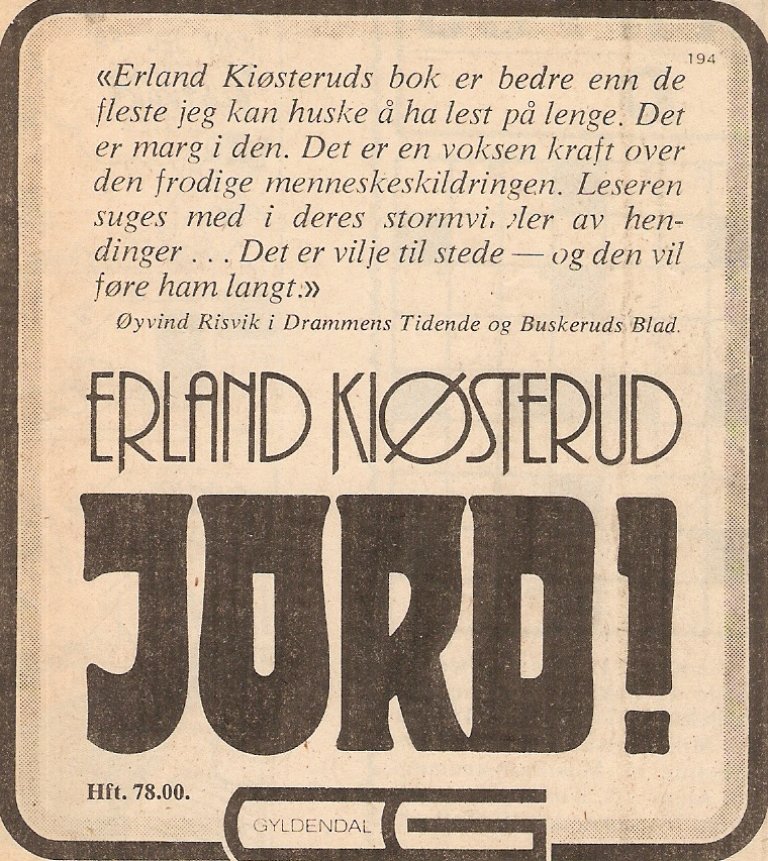 194
«Erland Kiøsteruds bok er bedre enn de
fleste jeg kan huske å ha lest på lenge. Det
er marg i den. Det er en voksen kraft over
den frodige menneskeskildringen. Leseren
suges med i deres av hen-
dinger . . . Det er vilje til stede — og den vil
føre ham langt.»
Øyvind Risvik i Drammens Tidende og Buskeruds Blad.
ERLAND KIØSTERUD
JORD!
Hft. 78.00.
GYLDENDAL